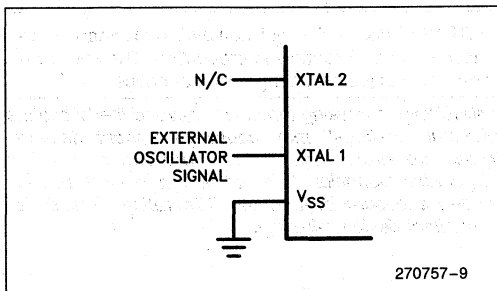 N/C XTAL 2
EXTERNAL
OSCILLATOR XTAL 1
SIGNAL
VSS
270757-9